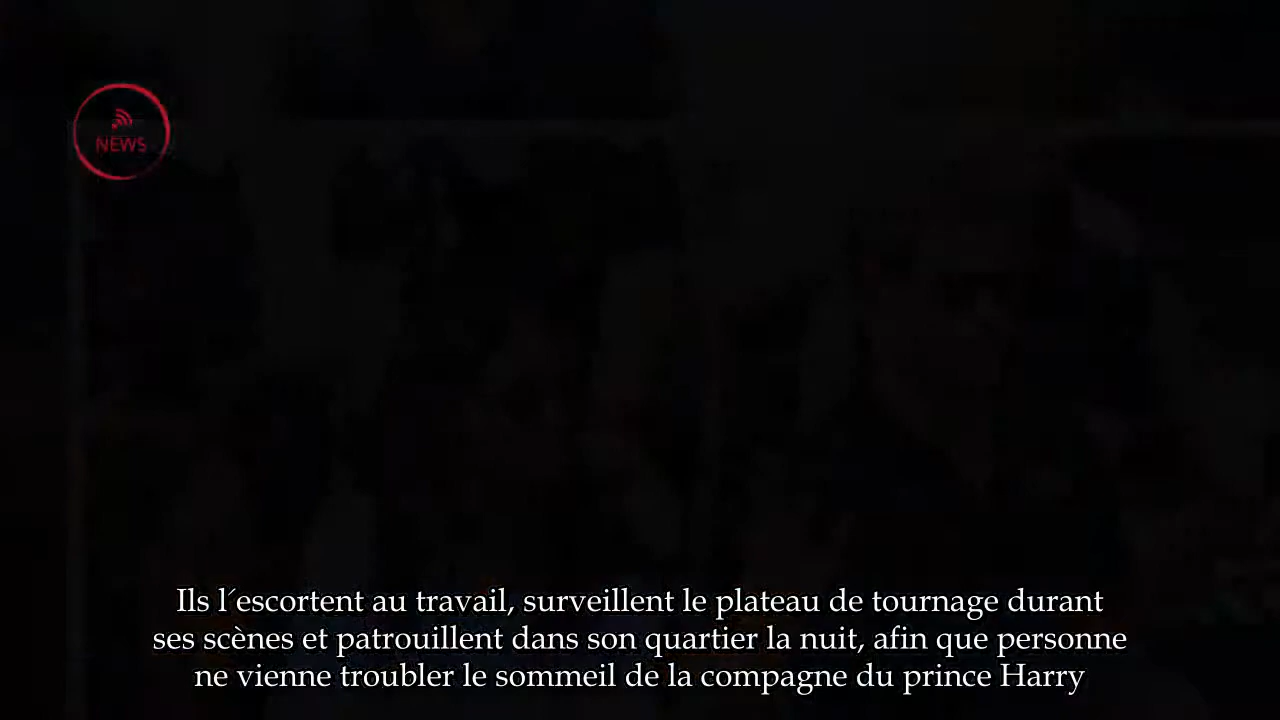 NEWS
Ils l´escortent au travail, surveillent le plateau de tournage durant
ses scènes et patrouillent dans son quartier la nuit, afin que personne
ne vienne troubler le sommeil de la compagne du prince Harry